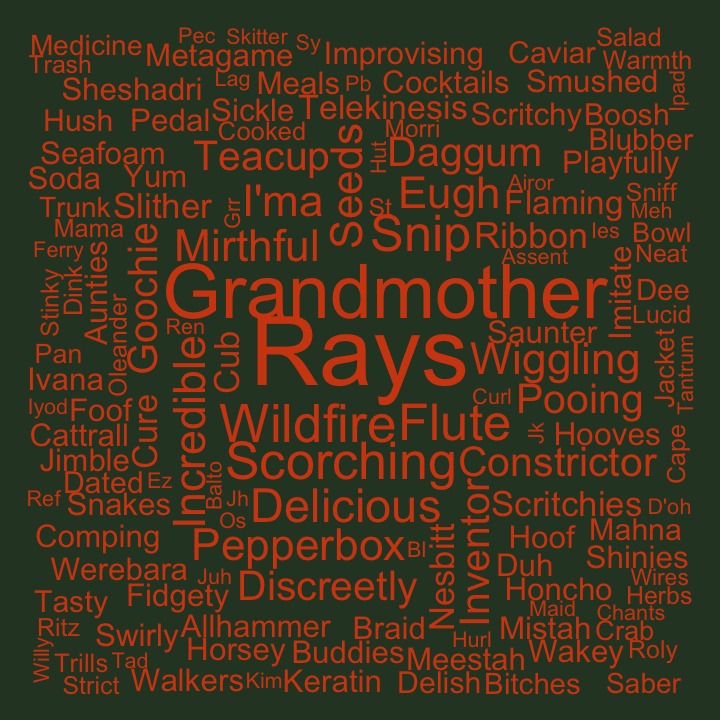 Pec Skitter Sy Salad
Medicine Metagame Improvising Caviar Warmth
Trash Sheshadri Lag Meals Pb Cocktails Smushed Ipad
Hush Pedal Sickle Telekinesis Scritchy Boosh
Cooked Morri Blubber
Seafoam Teacup Seeds Hut Daggum Playfully
Soda Yum Airor
Trunk Slither Grr I'ma St Eugh Flaming Sniff
Mama Meh
Ferry Aunties Goochie Mirthful Snip Ribbon Ies Bowl
Assent Imitate Neat
Stinky Dink Oleander Grandmother Dee
Ren Rays Saunter Lucid
Pan Incredible Cub Wiggling Jacket Tantrum
Ivana Curl Pooing
Iyod Foof Cure Wildfire Flute Jk Hooves Cape
Cattrall
Jimble Balto Scorching Constrictor
Dated Ez
Ref Snakes Jh Delicious Inventor Scritchies D'oh
Os
Comping Pepperbox Bl Nesbitt Hoof Mahna
Werebara Juh Duh Shinies
Tasty Fidgety Discreetly Honcho Wires
Herbs
Maid Chants
Ritz Swirly Allhammer Braid Hurl Mistah Crab
Willy Trills Tad Horsey Buddies Meestah Wakey Roly
Strict Walkers Kim Keratin Delish Bitches Saber